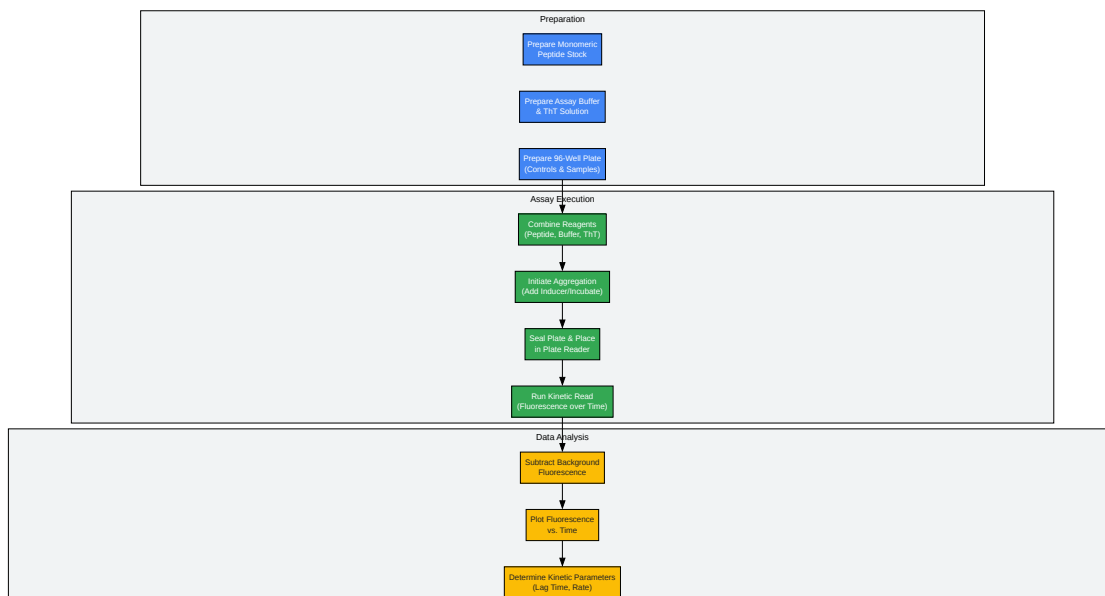 Preparation
Prepare Monomeric
Peptide Stock
Prepare Assay Buffer
& ThT Solution
Prepare 96-Well Plate
(Controls & Samples)
Assay Execution
Combine Reagents
(Peptide, Buffer, ThT)
Initiate Aggregation
(Add Inducer/Incubate)
Seal Plate & Place
in Plate Reader
Run Kinetic Read
(Fluorescence over Time)
Data Analysis
Subtract Background
Fluorescence
Plot Fluorescence
vs. Time
Determine Kinetic Parameters
(Lag Time, Rate)